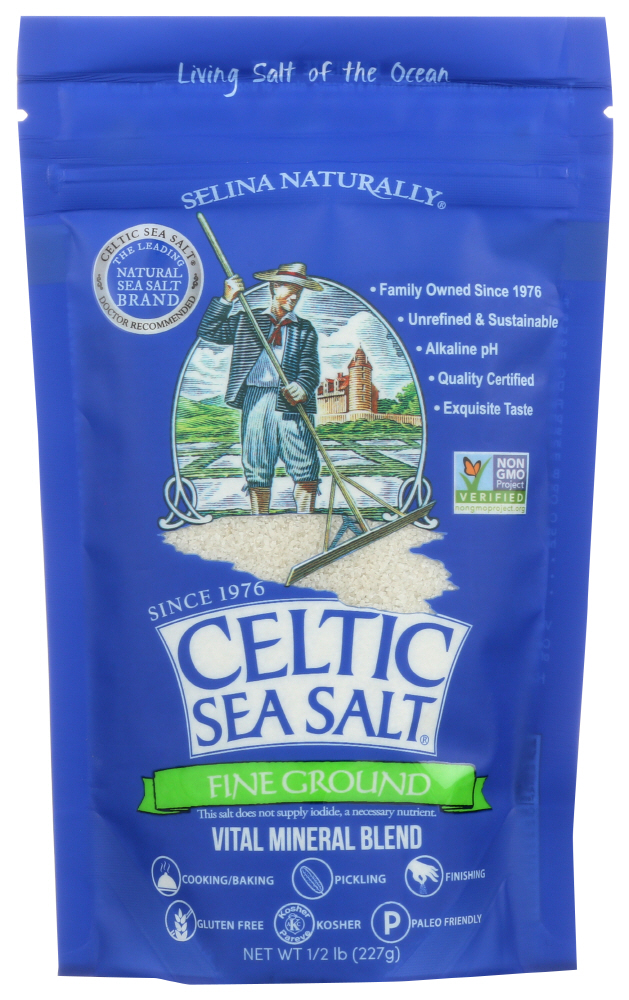 Living Salt of the Ocean
SELINA NATURALLY®
CELTIC SEA SALT®
THE LEADING
NATURAL
SEA SALT
BRAND
DOCTOR RECOMMENDED
• Family Owned Since 1976
• Unrefined & Sustainable
• Alkaline pH
• Quality Certified
• Exquisite Taste
NON
GMO
Project
VERIFIED
nongmoproject.org
SINCE 1976
CELTIC
SEA SALT®
FINE GROUND
This salt does not supply iodide, a necessary nutrient.
VITAL MINERAL BLEND
COOKING/BAKING
PICKLING
FINISHING
GLUTEN FREE
Kosher
K
Pareve
KOSHER
P
PALEO FRIENDLY
NET WT 1/2 lb (227g)